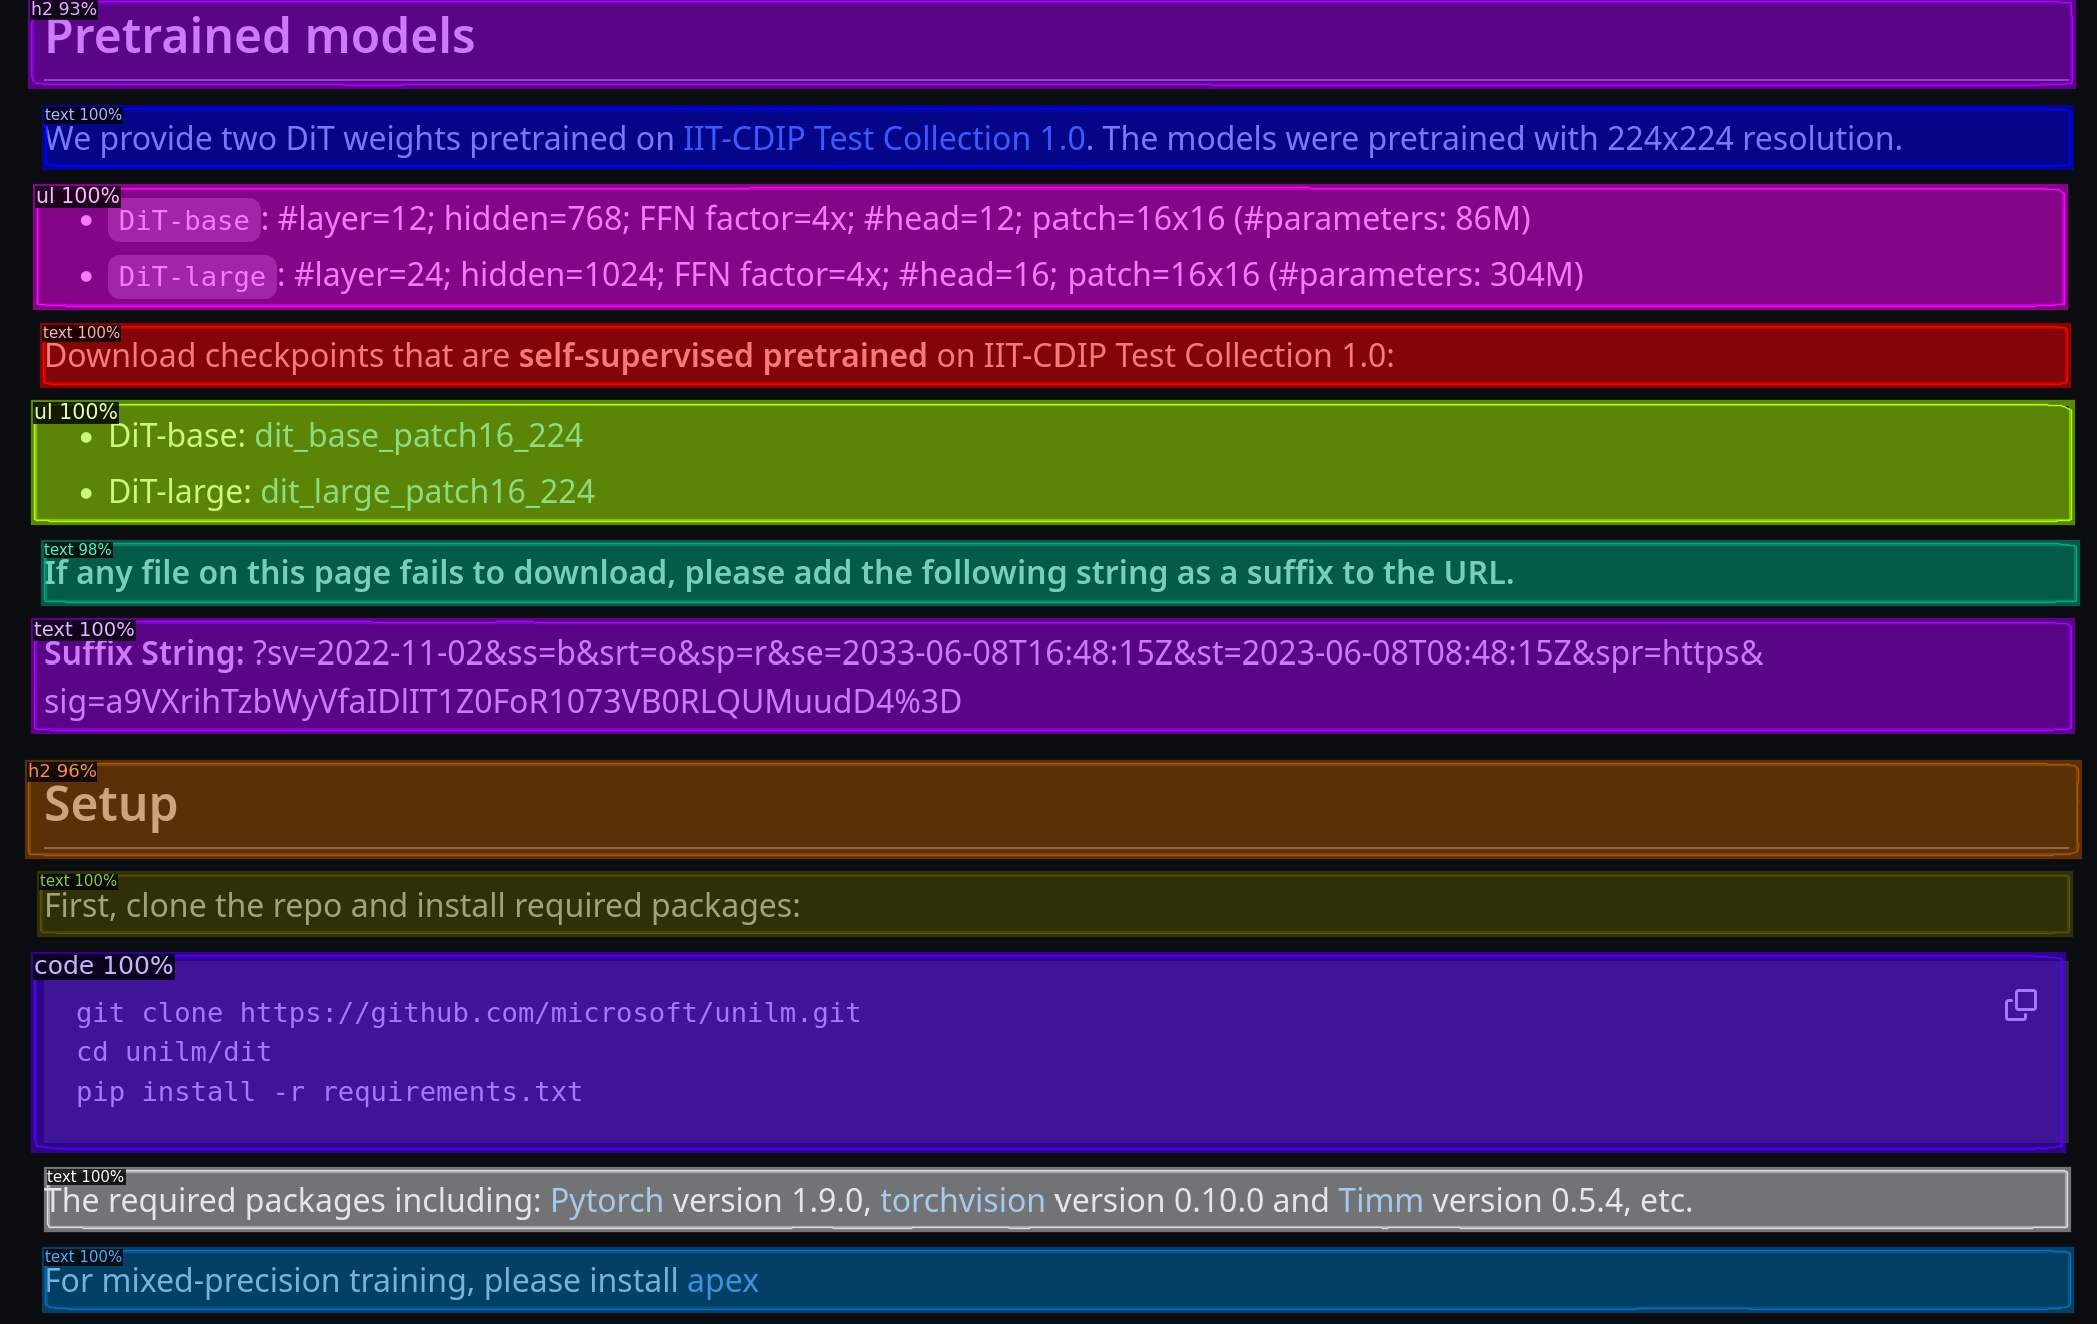 h2 93%
Pretrained models
text 100%
We provide two DiT weights pretrained on IIT-CDIP Test Collection 1.0. The models were pretrained with 224x224 resolution.
ul 100%
• DiT-base: #layer=12; hidden=768; FFN factor=4x; #head=12; patch=16x16 (#parameters: 86M)
• DiT-large: #layer=24; hidden=1024; FFN factor=4x; #head=16; patch=16x16 (#parameters: 304M)
text 100%
Download checkpoints that are self-supervised pretrained on IIT-CDIP Test Collection 1.0:
ul 100%
• DiT-base: dit_base_patch16_224
• DiT-large: dit_large_patch16_224
text 98%
If any file on this page fails to download, please add the following string as a suffix to the URL.
text 100%
Suffix String: ?sv=2022-11-02&ss=b&srt=o&sp=r&se=2033-06-08T16:48:15Z&st=2023-06-08T08:48:15Z&spr=https&
sig=a9VXrihTzbWyVfaIDlIT1Z0FoR1073VB0RLQUMuudD4%3D
h2 96%
Setup
text 100%
First, clone the repo and install required packages:
code 100%
git clone https://github.com/microsoft/unilm.git
cd unilm/dit
pip install -r requirements.txt
text 100%
The required packages including: Pytorch version 1.9.0, torchvision version 0.10.0 and Timm version 0.5.4, etc.
text 100%
For mixed-precision training, please install apex